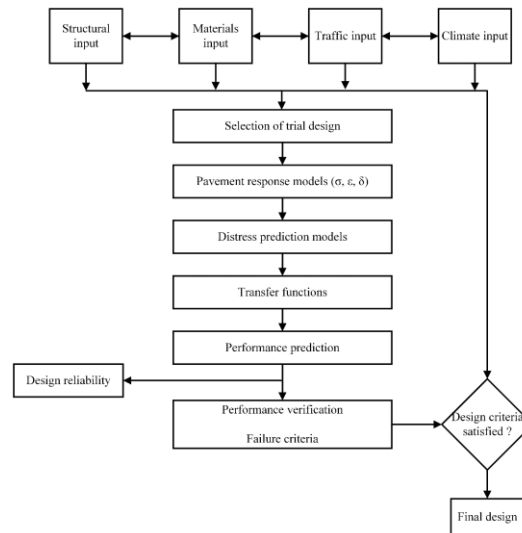 Structural
input
Materials
input
Traffic input
Climate input
Selection of trial design
Pavement response models (σ, ε, δ)
Distress prediction models
Transfer functions
Performance prediction
Design reliability
Performance verification
Failure criteria
Design criteria
satisfied ?
Final design